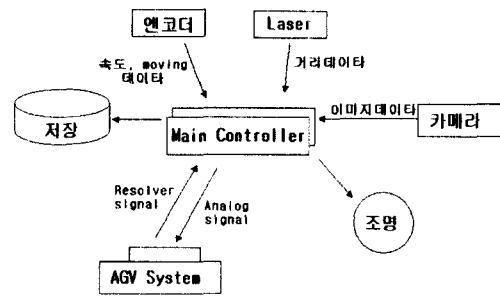 엔코더
Laser
속도, moving
데이타
거리데이타
이미지데이타
저장
Main Controller
카메라
Resolver
signal
Analog
signal
조명
AGV System